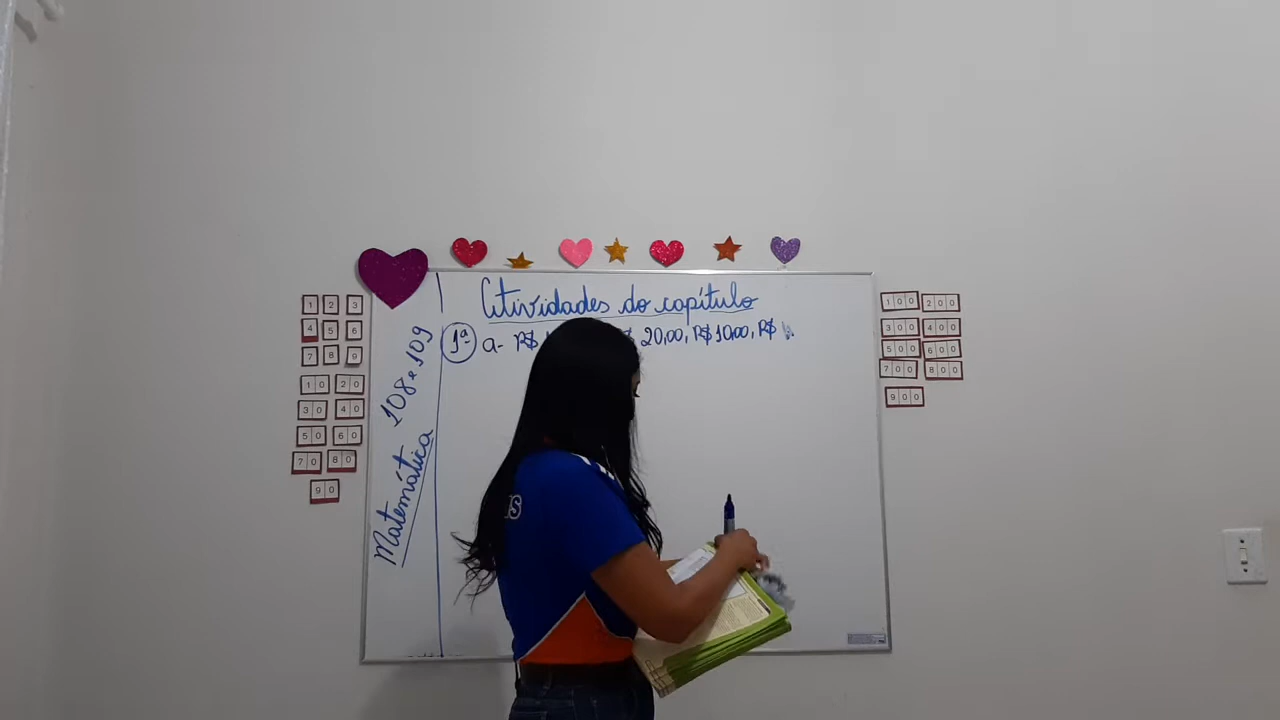 Atividades do capítulo
1ª a- R$ 20,00, R$ 10,00, R$
Matemática 108 e 109
1 2 3
4 5 6
7 8 9
10 20
30 40
50 60
70 80
90
100 200
300 400
500 600
700 800
900